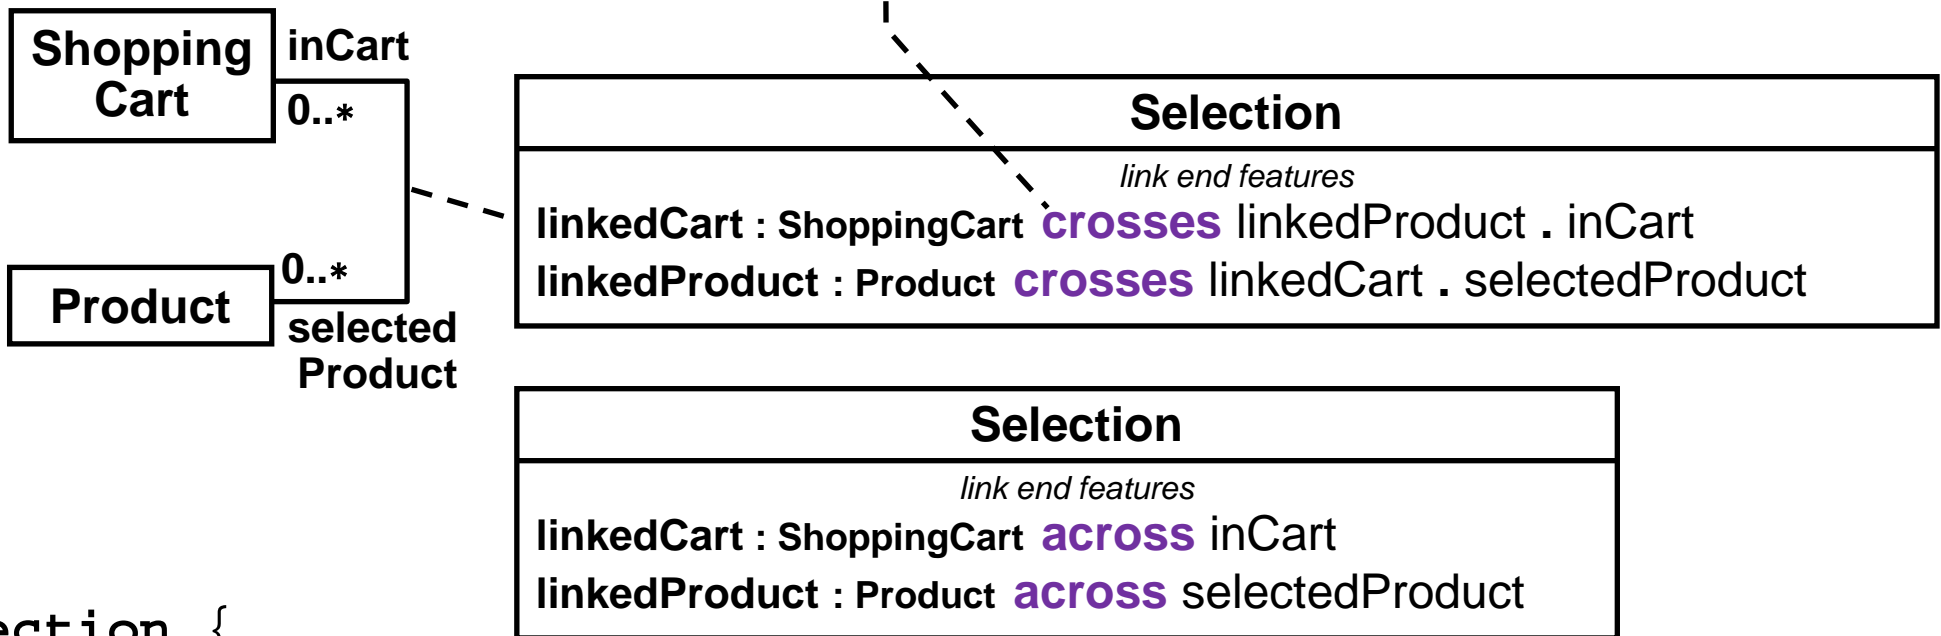 Shopping
Cart
inCart
0..*
Product
0..*
selected
Product
Selection
link end features
linkedCart : ShoppingCart crosses linkedProduct . inCart
linkedProduct : Product crosses linkedCart . selectedProduct
Selection
link end features
linkedCart : ShoppingCart across inCart
linkedProduct : Product across selectedProduct
ection {